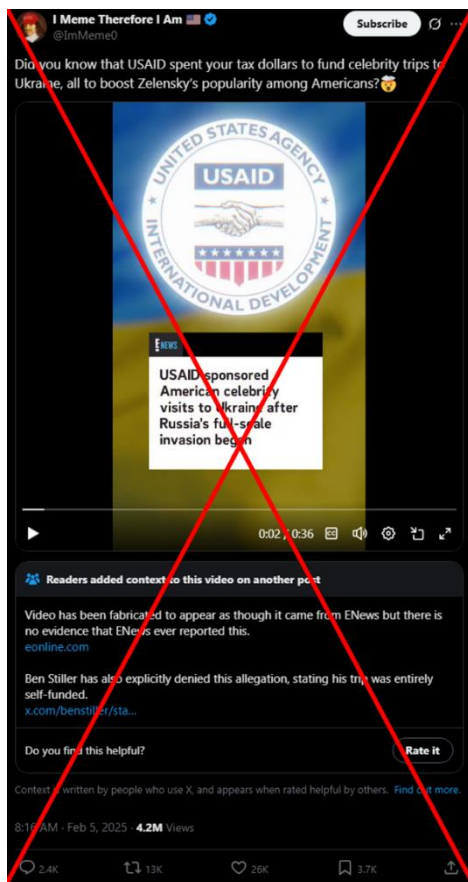 I Meme Therefore I Am
@ImMeme0
Subscribe
Did you know that USAID spent your tax dollars to fund celebrity trips to
Ukraine, all to boost Zelensky's popularity among Americans?🤯
UNITED STATES AGENCY
USAID
INTERNATIONAL DEVELOPMENT
E NEWS
USAID sponsored
American celebrity
visits to Ukraine after
Russia's full-scale
invasion began
0:02 / 0:36
CC
Readers added context to this video on another post
Video has been fabricated to appear as though it came from ENews but there is
no evidence that ENews ever reported this.
eonline.com
Ben Stiller has also explicitly denied this allegation, stating his trip was entirely
self-funded.
x.com/benstiller/sta...
Do you find this helpful?
Rate it
Context is written by people who use X, and appears when rated helpful by others. Find out more.
8:16 AM · Feb 5, 2025 · 4.2M Views
2.4K
13K
26K
3.7K